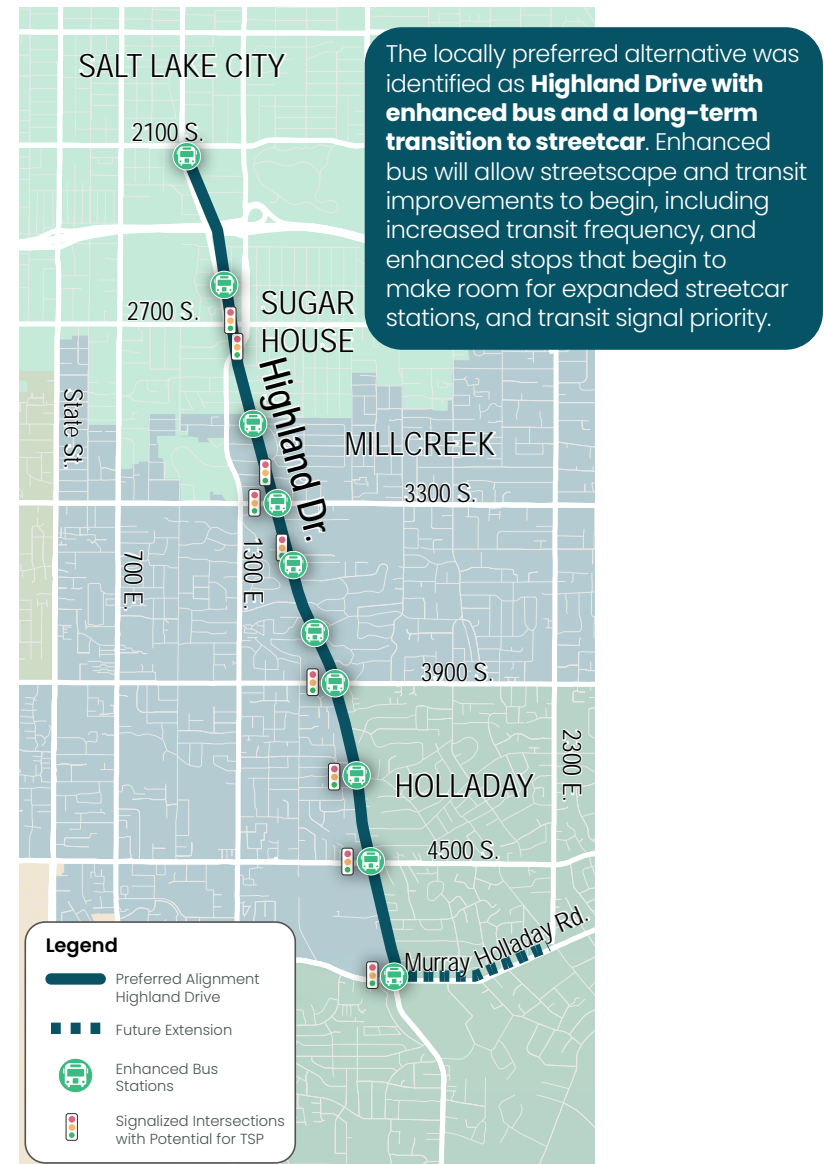 SALT LAKE CITY
2100 S.
The locally preferred alternative was
identified as Highland Drive with
enhanced bus and a long-term
transition to streetcar. Enhanced
bus will allow streetscape and transit
improvements to begin, including
increased transit frequency, and
enhanced stops that begin to
make room for expanded streetcar
stations, and transit signal priority.
2700 S.
SUGAR
HOUSE
Highland Dr.
State St.
MILLCREEK
3300 S.
700 E.
1300 E.
3900 S.
2300 E.
HOLLADAY
4500 S.
Murray Holladay Rd.
Legend
Preferred Alignment
Highland Drive
Future Extension
Enhanced Bus
Stations
Signalized Intersections
with Potential for TSP